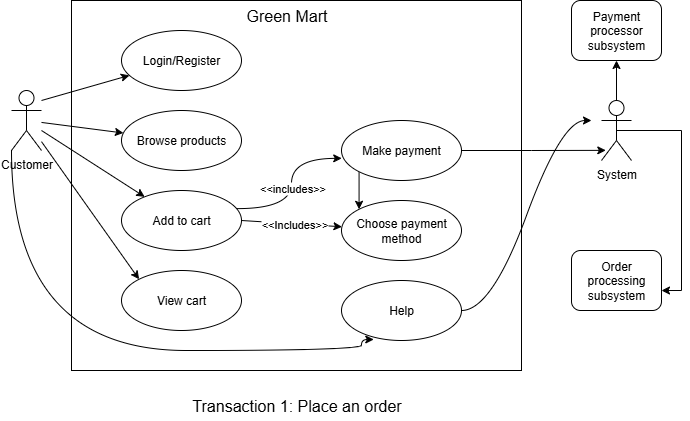 Green Mart
Payment
processor
subsystem
Login/Register
Browse products
Make payment
Customer
System
<<includes>>
Add to cart
<<Includes>>
Choose payment
method
View cart
Help
Order
processing
subsystem
Transaction 1: Place an order